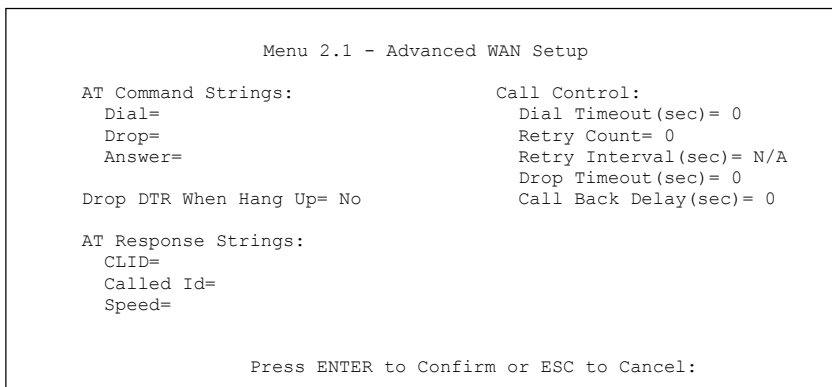 Menu 2.1 - Advanced WAN Setup
AT Command Strings: Call Control:
Dial= Dial Timeout(sec)= 0
Drop= Retry Count= 0
Answer= Retry Interval(sec)= N/A
Drop Timeout(sec)= 0
Drop DTR When Hang Up= No Call Back Delay(sec)= 0
AT Response Strings:
CLID=
Called Id=
Speed=
Press ENTER to Confirm or ESC to Cancel: